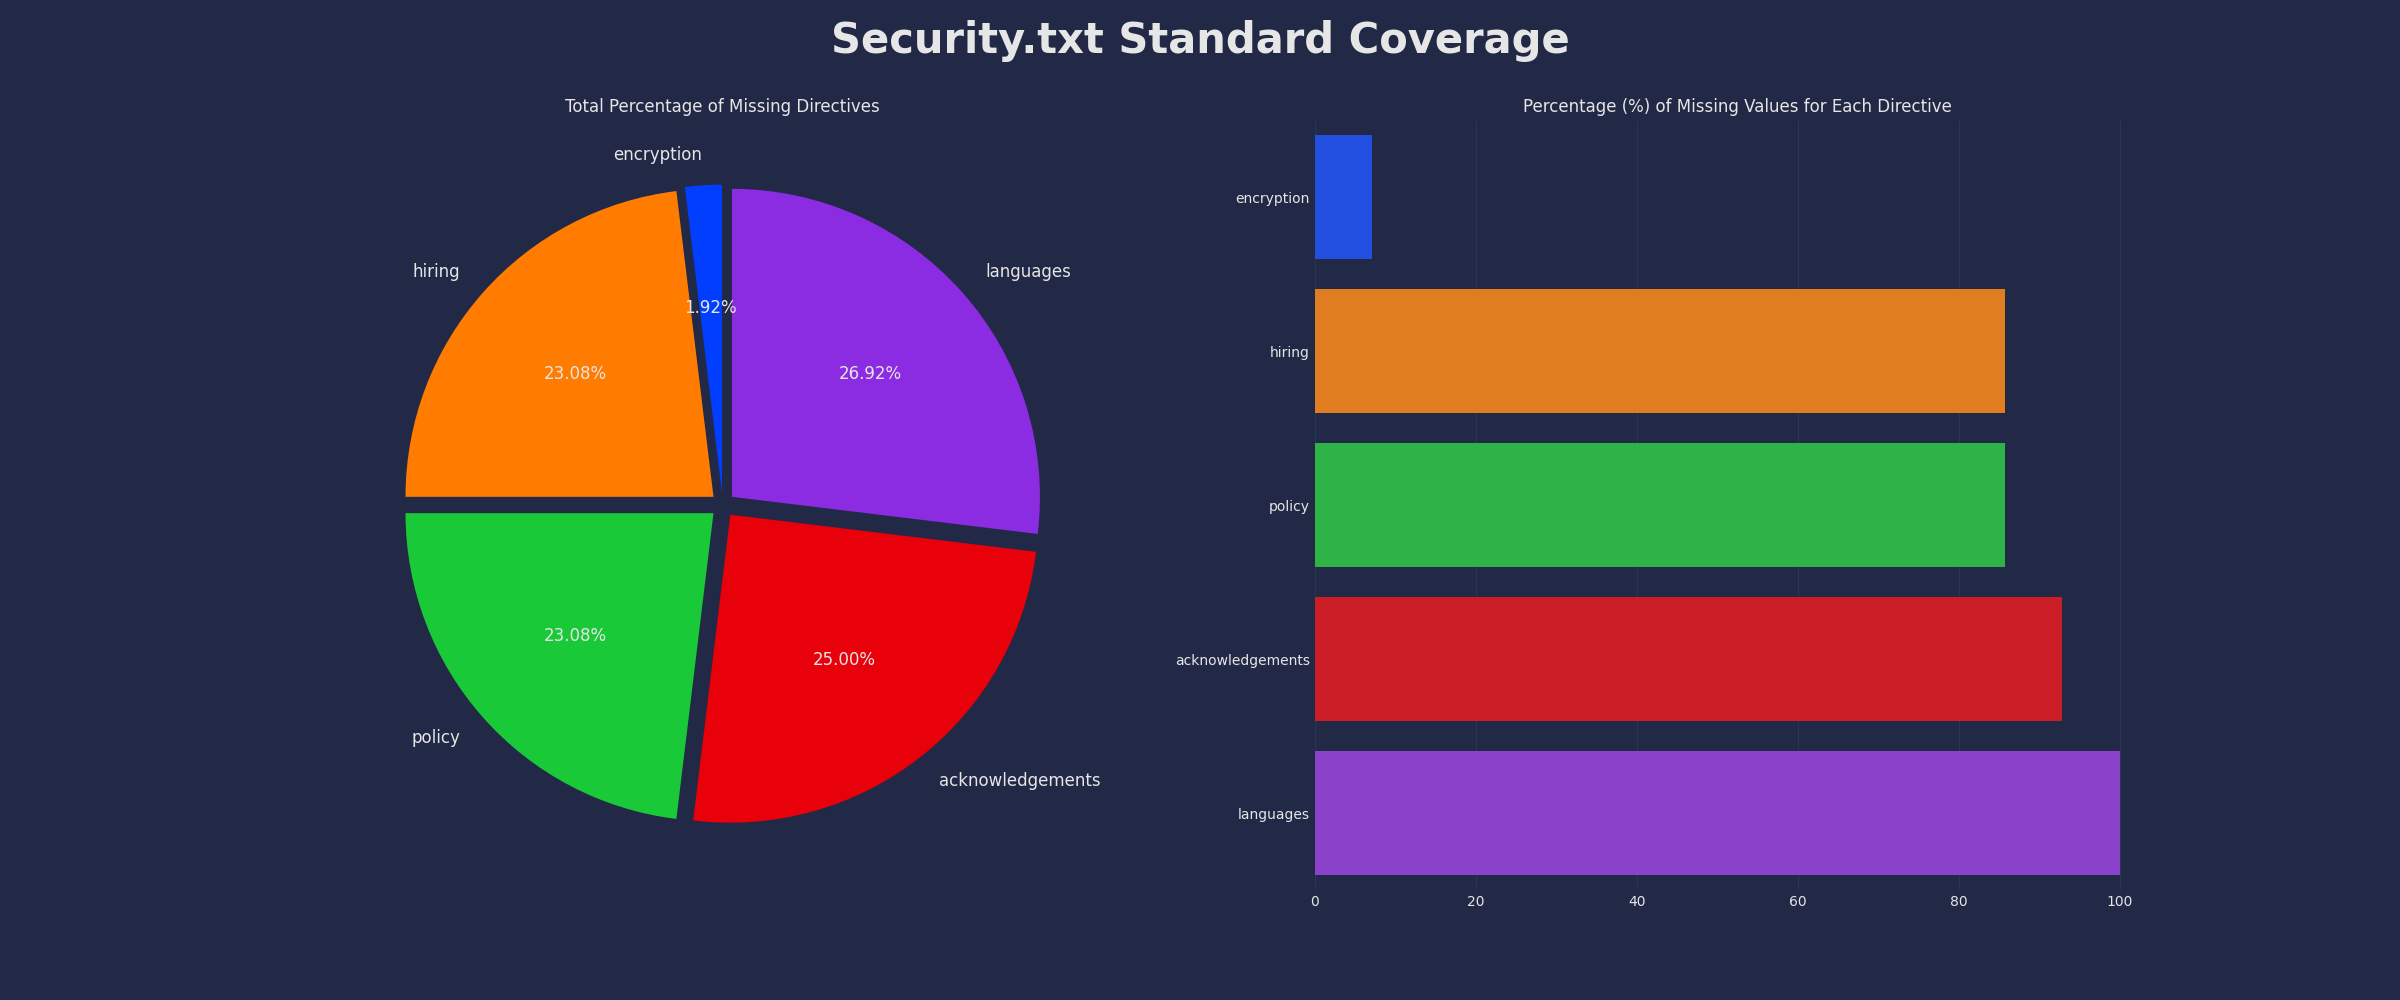 Security.txt Standard Coverage
Total Percentage of Missing Directives
encryption
hiring
languages
1.92%
23.08%
26.92%
23.08%
25.00%
policy
acknowledgements
Percentage (%) of Missing Values for Each Directive
encryption
hiring
policy
acknowledgements
languages
0 20 40 60 80 100